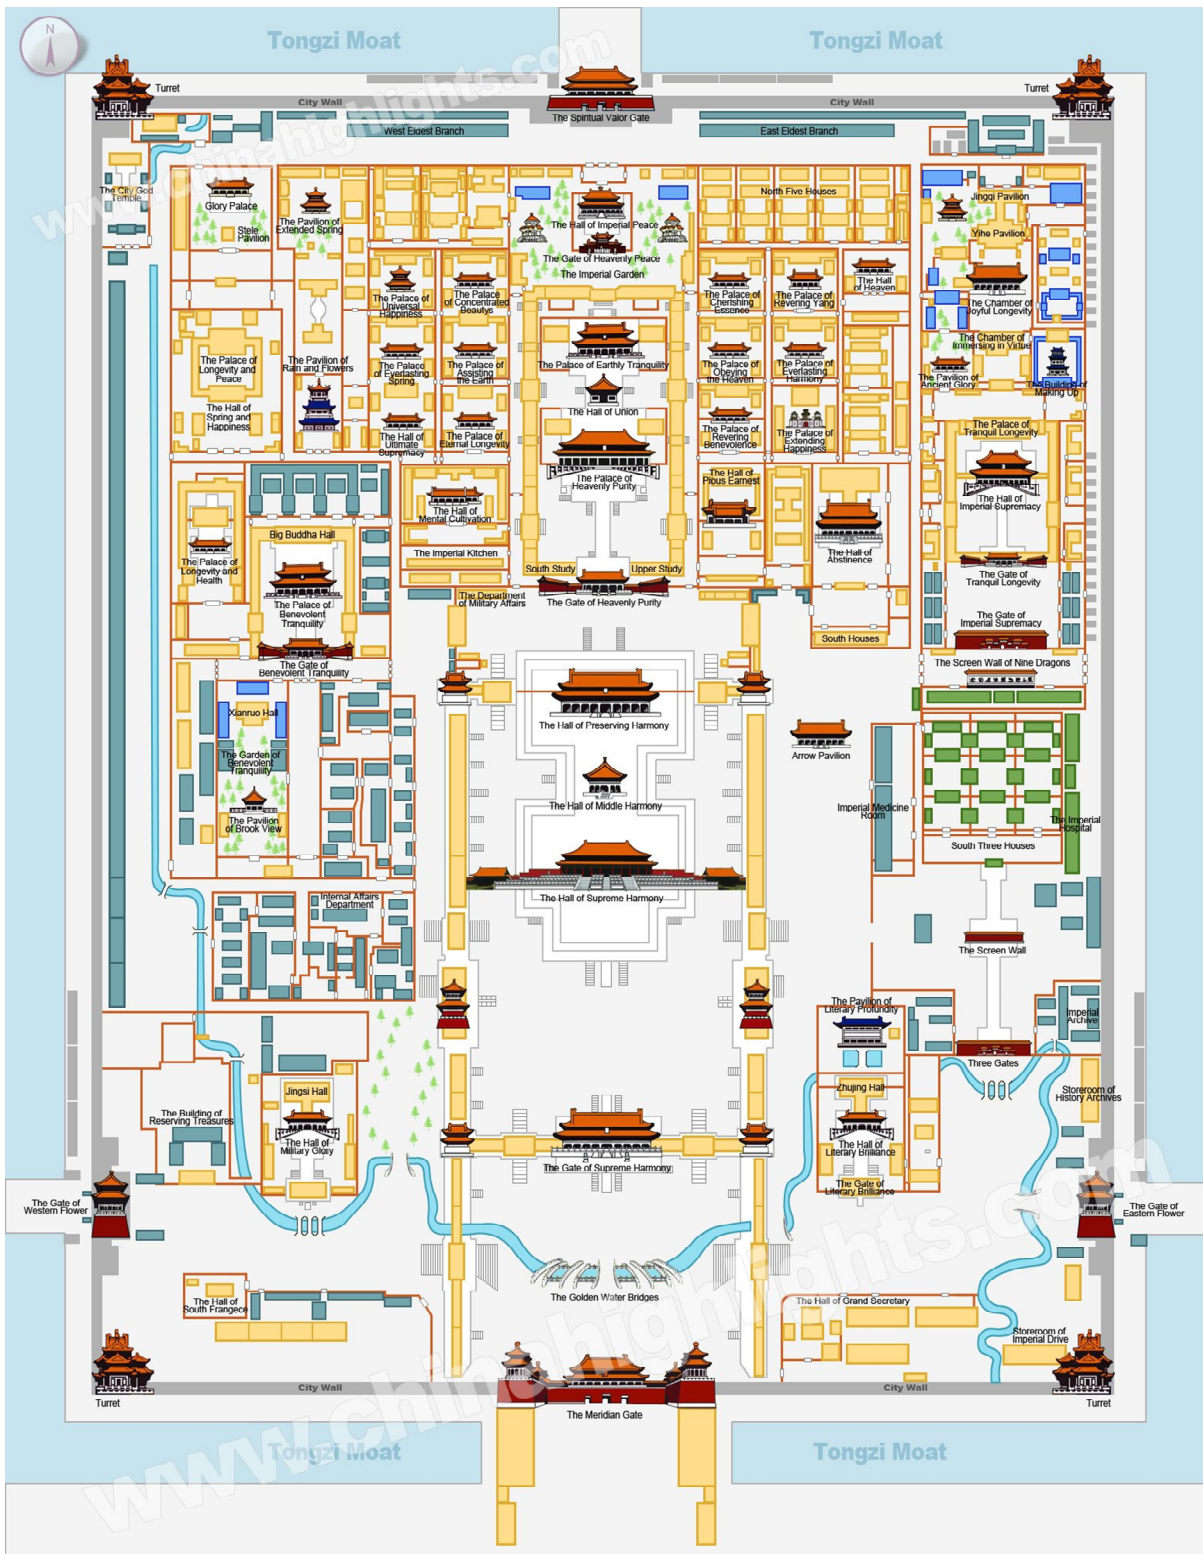 N
Tongzi Moat
Tongzi Moat
Turret
Turret
City Wall
City Wall
The Spiritual Valor Gate
West Eldest Branch
East Eldest Branch
The City God
Temple
Glory Palace
Stele
Pavilion
The Pavilion of
Extended Spring
The Hall of Imperial Peace
The Gate of Heavenly Peace
The Imperial Garden
North Five Houses
Jingqi Pavilion
Yihe Pavilion
The Palace of
Universal
Happiness
The Palace
of Concentrated
Beautys
The Palace of
Cherishing
Essence
The Palace of
Revering Yang
The Hall
of Heaven
The Chamber of
Joyful Longevity
The Palace of
Longevity and
Peace
The Hall of
Spring and
Happiness
The Pavilion of
Rain and Flowers
The Palace
of Everlasting
Spring
The Palace of
Assisting
the Earth
The Palace of Earthly Tranquility
The Palace of
Obeying
the Heaven
The Palace of
Everlasting
Harmony
The Chamber of
Immersing in Virtue
The Pavilion of
Ancient Glory
The Building of
Making Up
The Hall of Union
The Hall of
Ultimate
Supremacy
The Palace of
Eternal Longevity
The Palace of
Heavenly Purity
The Palace of
Revering
Benevolence
The Palace of
Extending
Happiness
The Palace of
Tranquil Longevity
The Hall of
Imperial Supremacy
The Hall of
Mental Cultivation
The Hall of
Pious Earnest
The Hall of
Abstinence
The Imperial Kitchen
South Study
Upper Study
The Palace of
Longevity and
Health
Big Buddha Hall
The Palace of
Benevolent
Tranquility
The Gate of
Benevolent Tranquility
The Department
of Military Affairs
The Gate of Heavenly Purity
South Houses
The Gate of
Tranquil Longevity
The Gate of
Imperial Supremacy
The Screen Wall of Nine Dragons
Xianruo Hall
The Garden of
Benevolent
Tranquility
The Pavilion
of Brook View
The Hall of Preserving Harmony
The Hall of Middle Harmony
The Hall of Supreme Harmony
Arrow Pavilion
Imperial Medicine
Room
The Imperial
Hospital
South Three Houses
Internal Affairs
Department
The Screen Wall
The Pavilion of
Literary Profundity
Imperial
Archive
Three Gates
Storeroom of
History Archives
Jingsi Hall
The Building of
Reserving Treasures
The Hall of
Military Glory
The Gate of Supreme Harmony
Zhujing Hall
The Hall of
Literary Brilliance
The Gate of
Literary Brilliance
The Gate of
Western Flower
The Gate of
Eastern Flower
The Golden Water Bridges
The Hall of
South Frangece
The Hall of Grand Secretary
Storeroom of
Imperial Drive
City Wall
City Wall
Turret
Turret
The Meridian Gate
Tongzi Moat
Tongzi Moat
www.chinahighlights.com
www.chinahighlights.com